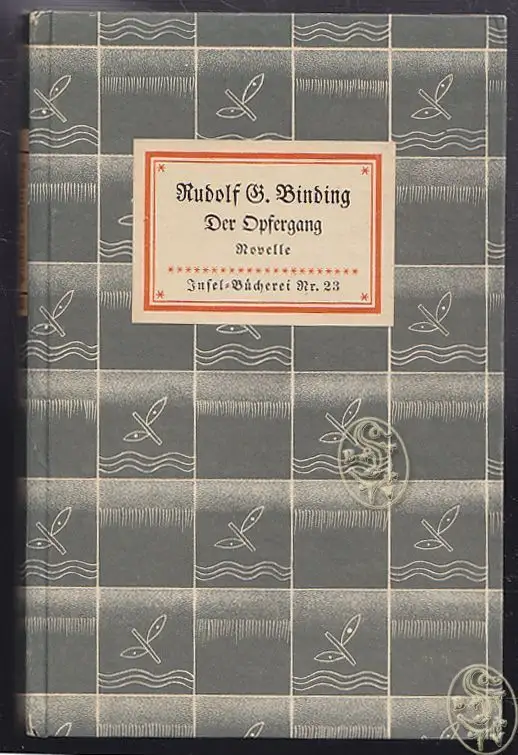 Rudolf G. Binding
Der Opfergang
Novelle
Insel-Bücherei Nr. 23